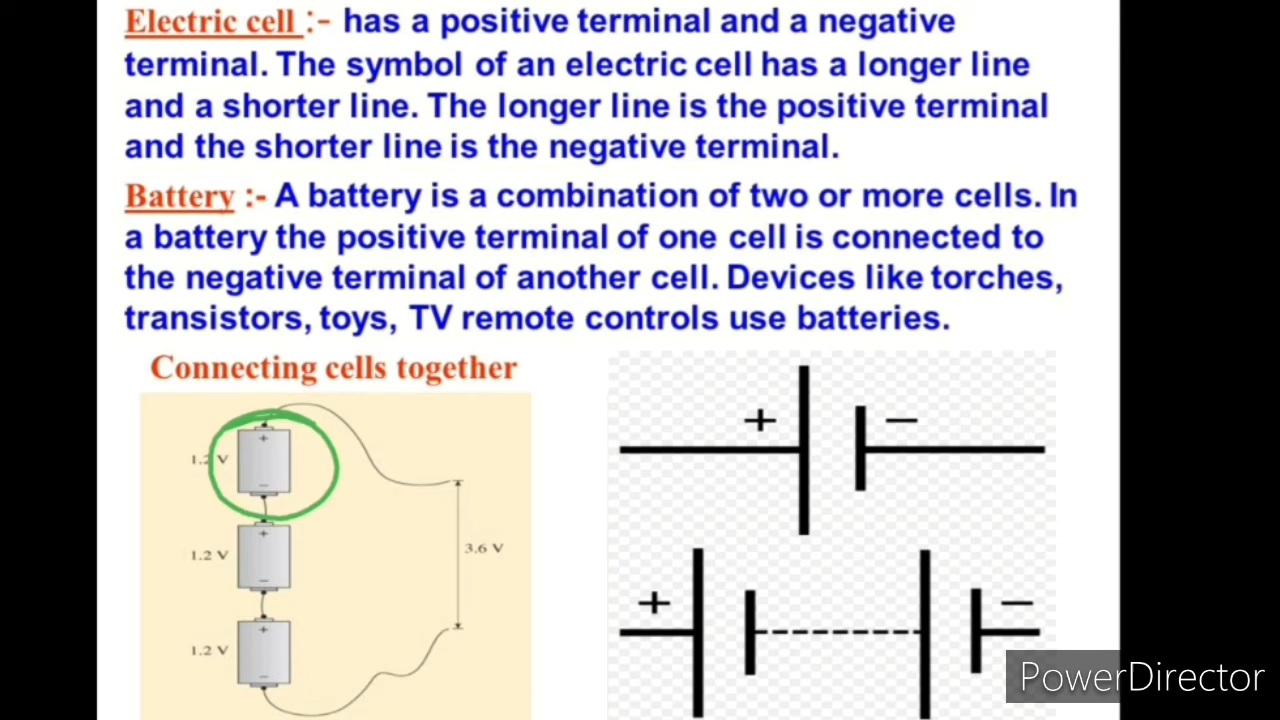 Electric cell :- has a positive terminal and a negative
terminal. The symbol of an electric cell has a longer line
and a shorter line. The longer line is the positive terminal
and the shorter line is the negative terminal.
Battery :- A battery is a combination of two or more cells. In
a battery the positive terminal of one cell is connected to
the negative terminal of another cell. Devices like torches,
transistors, toys, TV remote controls use batteries.
Connecting cells together
+
1.2 V
−
+
1.2 V
−
+
1.2 V
−
3.6 V
+ −
+ −
PowerDirector